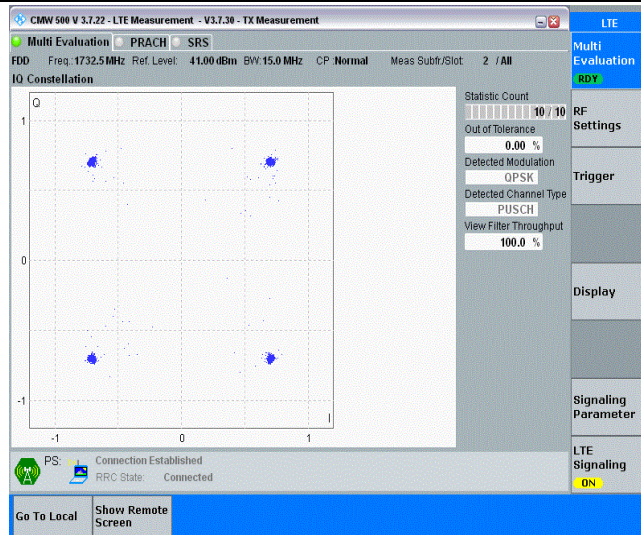 CMW 500 V 3.7.22 - LTE Measurement - V3.7.30 - TX Measurement
LTE
Multi Evaluation PRACH SRS
Multi
Evaluation
RDY
FDD Freq.:1732.5 MHz Ref. Level: 41.00 dBm BW:15.0 MHz CP :Normal Meas Subfr/Slot: 2 / All
IQ Constellation
Q
1
0
-1
-1 0 1
I
Statistic Count
10 / 10
Out of Tolerance
0.00 %
Detected Modulation
QPSK
Detected Channel Type
PUSCH
View Filter Throughput
100.0 %
RF
Settings
Trigger
Display
Signaling
Parameter
LTE
Signaling
ON
PS: Connection Established
RRC State: Connected
Go To Local
Show Remote
Screen